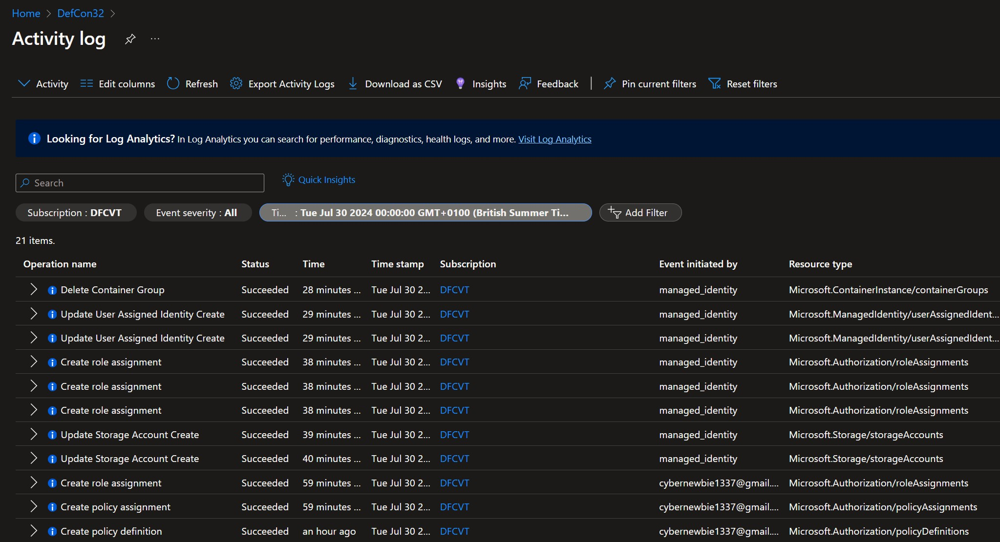 Home > DefCon32 >
Activity log ...
Activity Edit columns Refresh Export Activity Logs Download as CSV Insights Feedback | Pin current filters Reset filters
Looking for Log Analytics? In Log Analytics you can search for performance, diagnostics, health logs, and more. Visit Log Analytics
Search Quick Insights
Subscription : DFCVT Event severity : All Ti... : Tue Jul 30 2024 00:00:00 GMT+0100 (British Summer Ti... Add Filter
21 items.
Operation name Status Time Time stamp Subscription Event initiated by Resource type
Delete Container Group Succeeded 28 minutes ... Tue Jul 30 2... DFCVT managed_identity Microsoft.ContainerInstance/containerGroups
Update User Assigned Identity Create Succeeded 29 minutes ... Tue Jul 30 2... DFCVT managed_identity Microsoft.ManagedIdentity/userAssignedIdent...
Update User Assigned Identity Create Succeeded 29 minutes ... Tue Jul 30 2... DFCVT managed_identity Microsoft.ManagedIdentity/userAssignedIdent...
Create role assignment Succeeded 38 minutes ... Tue Jul 30 2... DFCVT managed_identity Microsoft.Authorization/roleAssignments
Create role assignment Succeeded 38 minutes ... Tue Jul 30 2... DFCVT managed_identity Microsoft.Authorization/roleAssignments
Create role assignment Succeeded 38 minutes ... Tue Jul 30 2... DFCVT managed_identity Microsoft.Authorization/roleAssignments
Update Storage Account Create Succeeded 39 minutes ... Tue Jul 30 2... DFCVT managed_identity Microsoft.Storage/storageAccounts
Update Storage Account Create Succeeded 40 minutes ... Tue Jul 30 2... DFCVT managed_identity Microsoft.Storage/storageAccounts
Create role assignment Succeeded 59 minutes ... Tue Jul 30 2... DFCVT cybernewbie1337@gmail.... Microsoft.Authorization/roleAssignments
Create policy assignment Succeeded 59 minutes ... Tue Jul 30 2... DFCVT cybernewbie1337@gmail.... Microsoft.Authorization/policyAssignments
Create policy definition Succeeded an hour ago Tue Jul 30 2... DFCVT cybernewbie1337@gmail.... Microsoft.Authorization/policyDefinitions